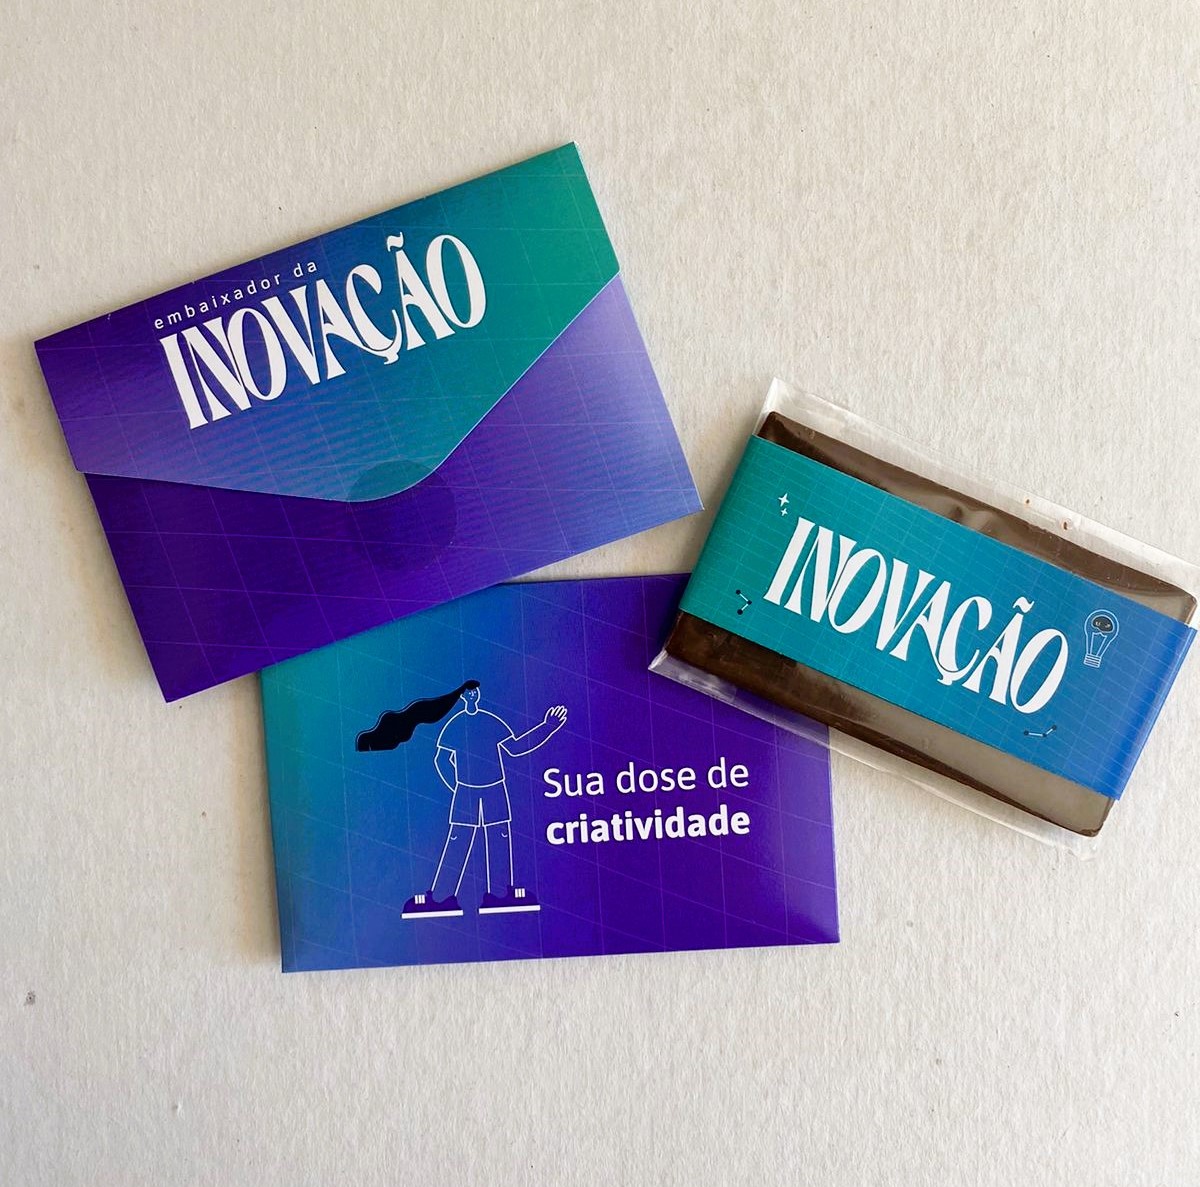 embaixador da
INOVAÇÃO
INOVAÇÃO
Sua dose de
criatividade